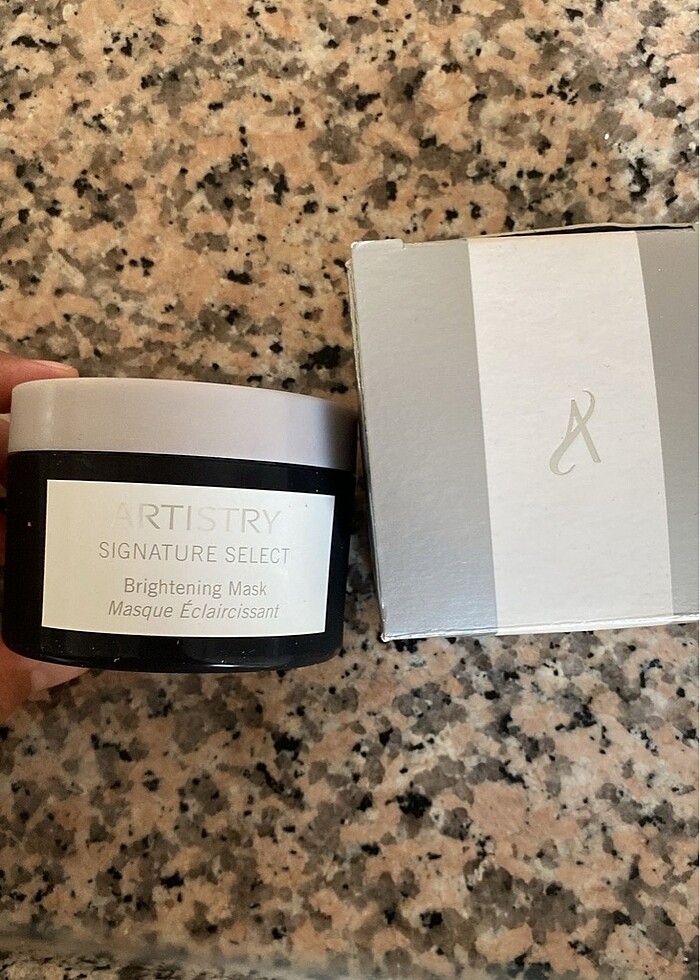 ARTISTRY
SIGNATURE SELECT
Brightening Mask
Masque Éclaircissant
A